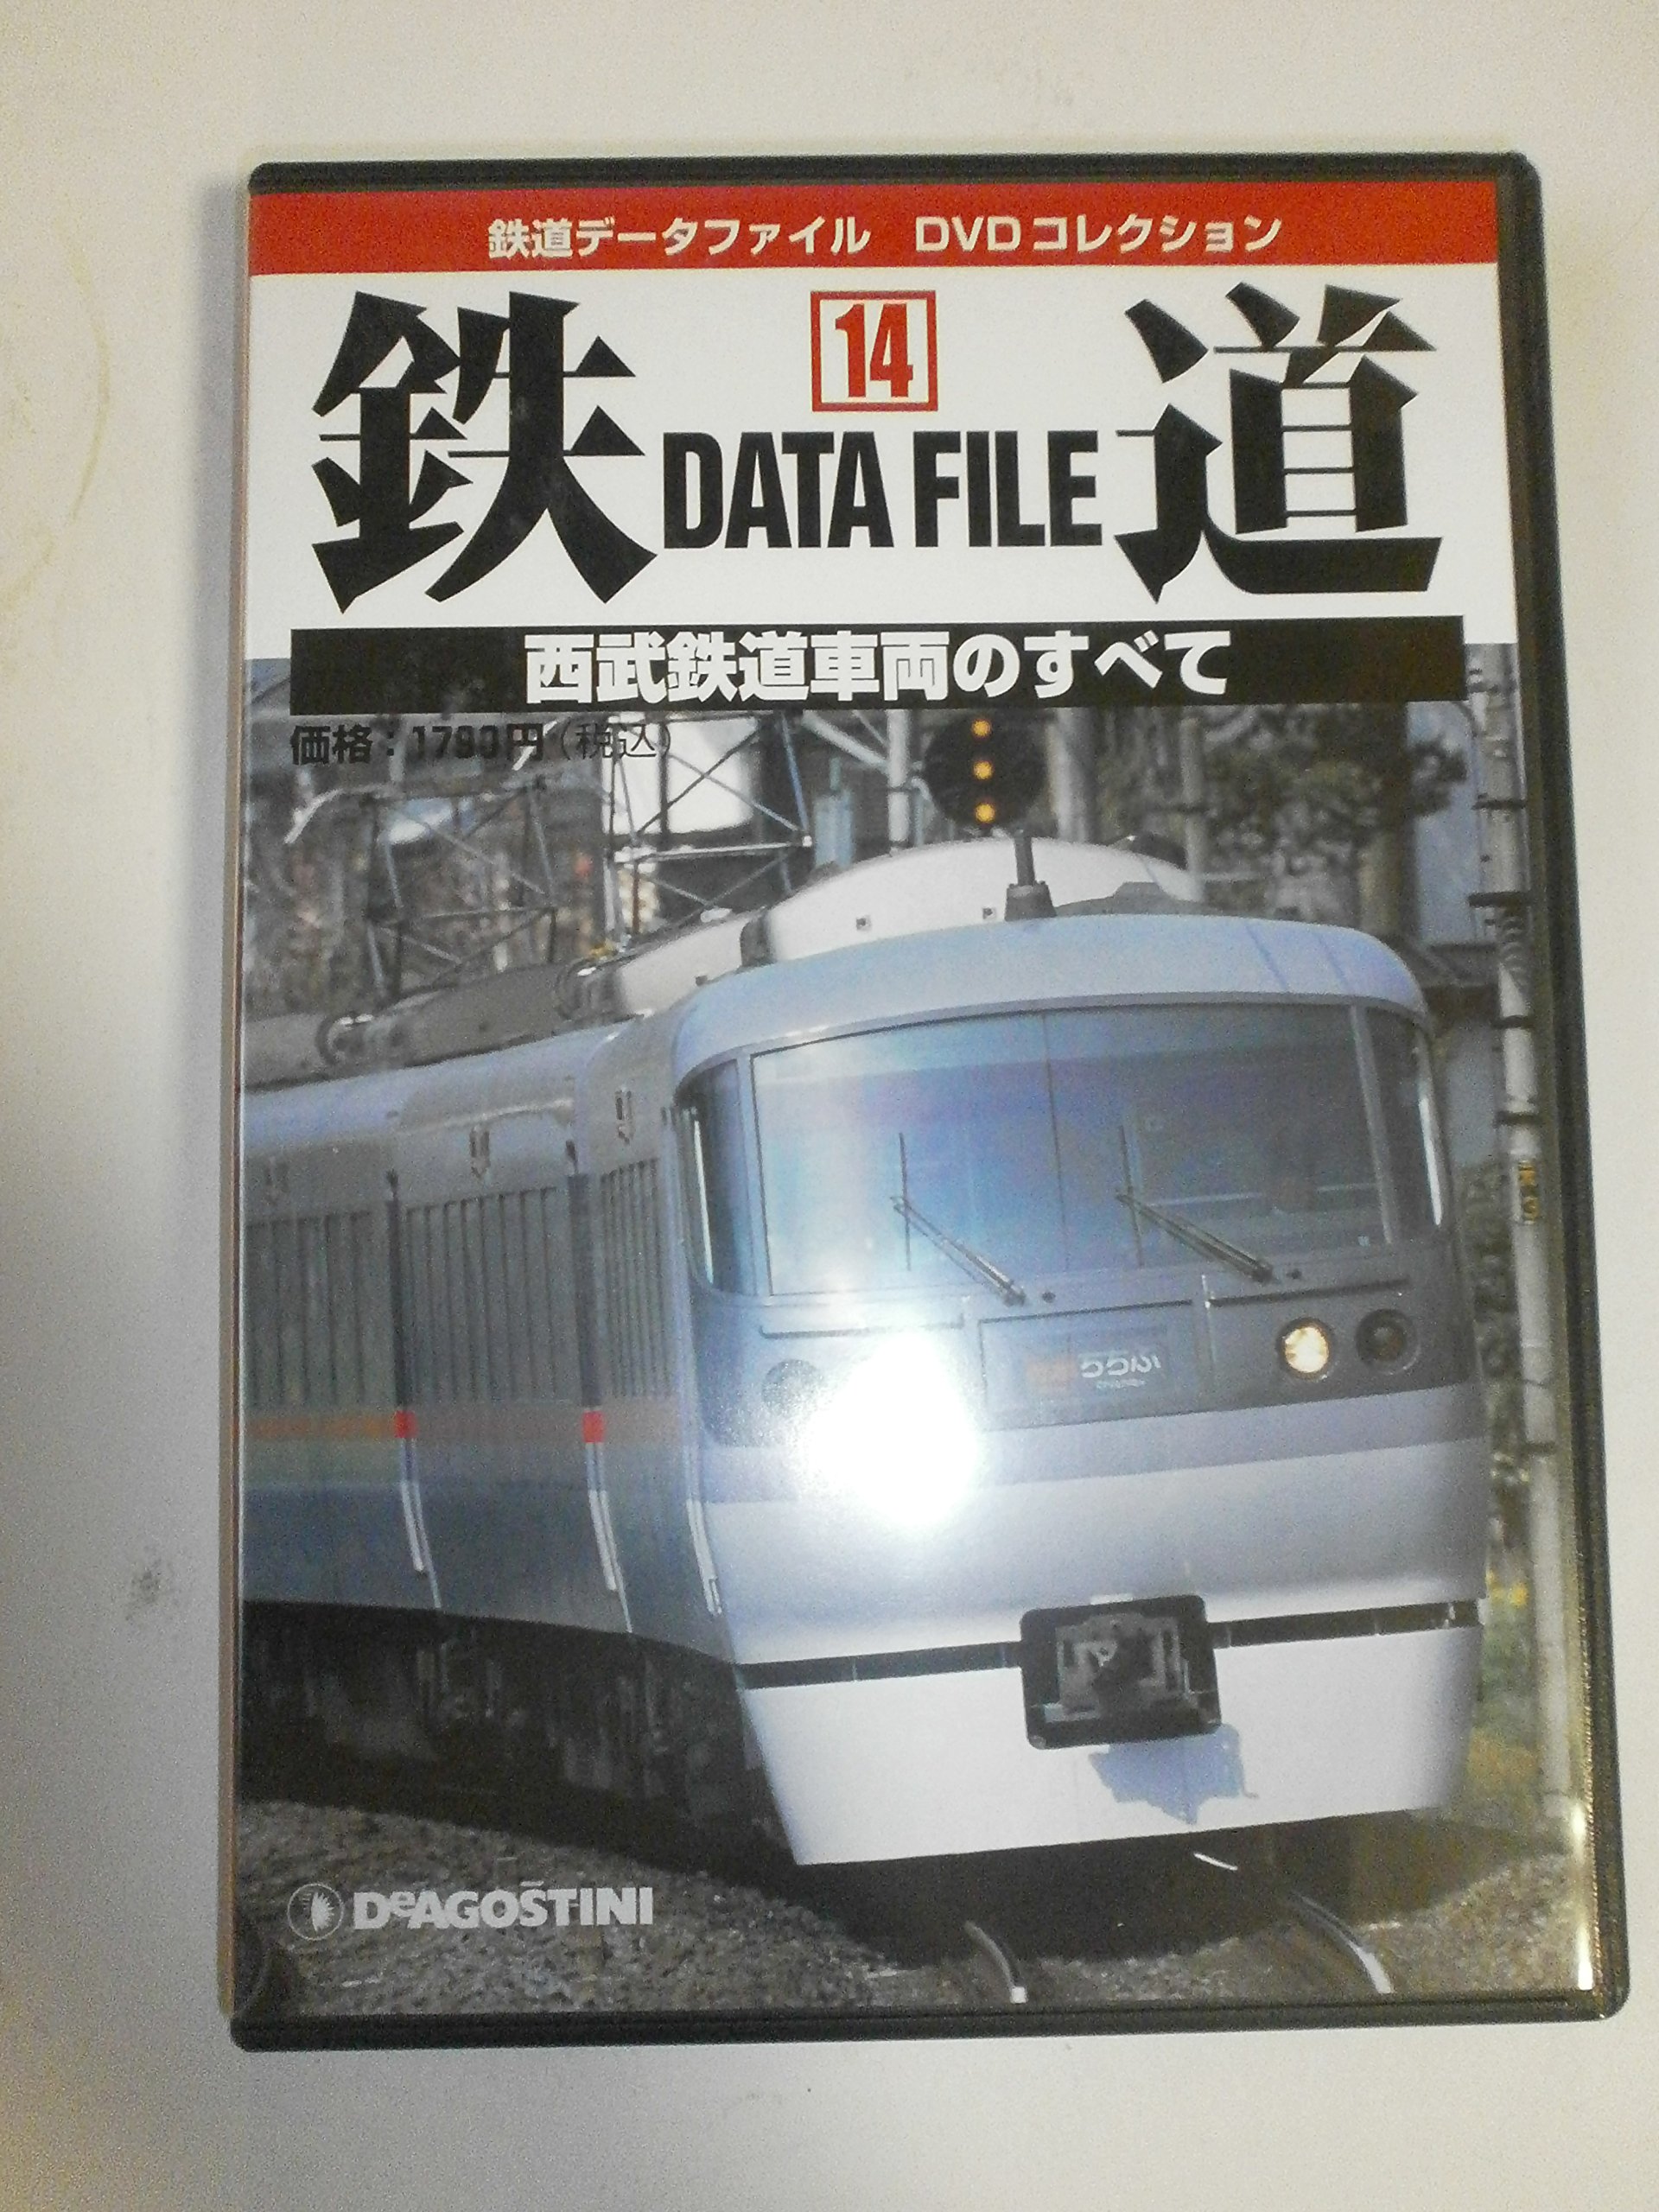 鉄道データファイル DVDコレクション
14
鉄 DATA FILE 道
西武鉄道車両のすべて
価格：1790円（税込）
ちちぶ
DeAGOSTINI